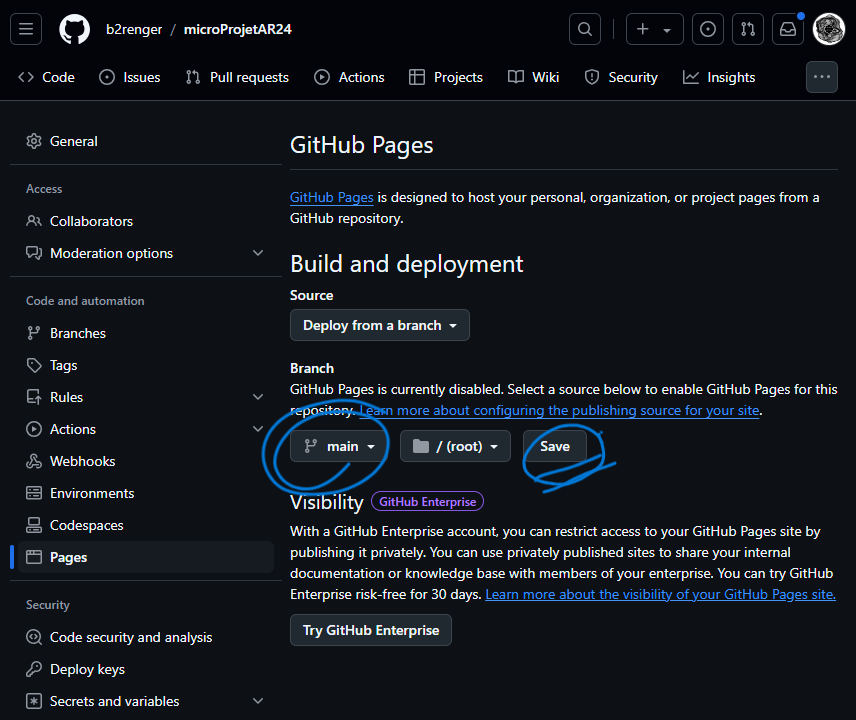 b2renger / microProjetAR24
Code Issues Pull requests Actions Projects Wiki Security Insights
General
Access
Collaborators
Moderation options
Code and automation
Branches
Tags
Rules
Actions
Webhooks
Environments
Codespaces
Pages
Security
Code security and analysis
Deploy keys
Secrets and variables
GitHub Pages
GitHub Pages is designed to host your personal, organization, or project pages from a
GitHub repository.
Build and deployment
Source
Deploy from a branch
Branch
GitHub Pages is currently disabled. Select a source below to enable GitHub Pages for this
repository. Learn more about configuring the publishing source for your site.
main / (root) Save
Visibility GitHub Enterprise
With a GitHub Enterprise account, you can restrict access to your GitHub Pages site by
publishing it privately. You can use privately published sites to share your internal
documentation or knowledge base with members of your enterprise. You can try GitHub
Enterprise risk-free for 30 days. Learn more about the visibility of your GitHub Pages site.
Try GitHub Enterprise